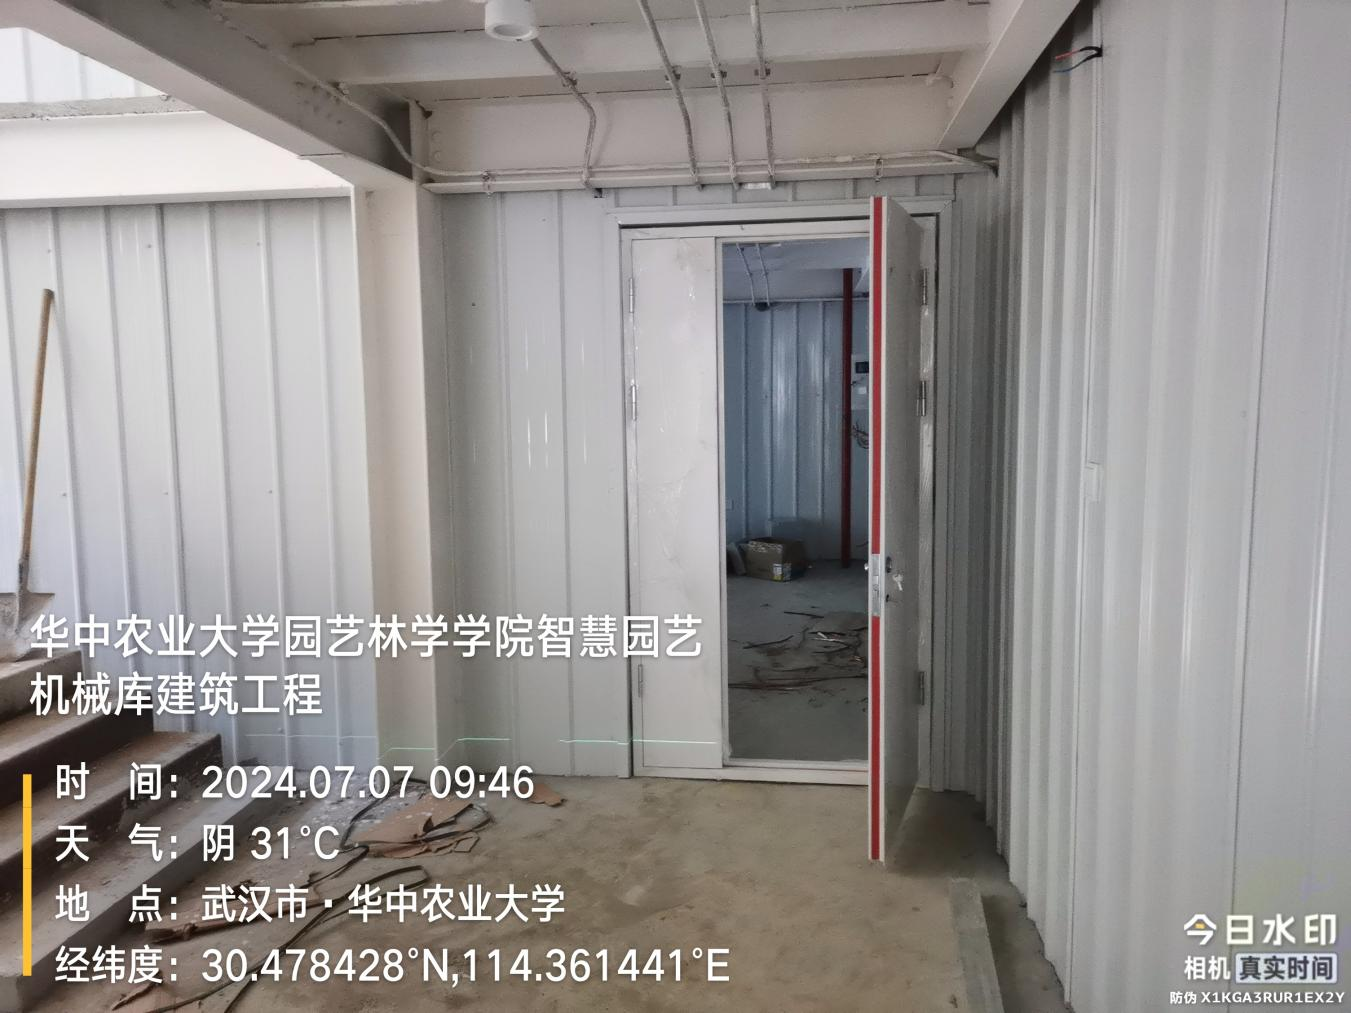 华中农业大学园艺林学学院智慧园艺
机械库建筑工程
时 间：2024.07.07 09:46
天 气：阴 31°C
地 点：武汉市·华中农业大学
经纬度：30.478428°N,114.361441°E
今日水印
相机 真实时间
防伪 X1KGA3RUR1EX2Y